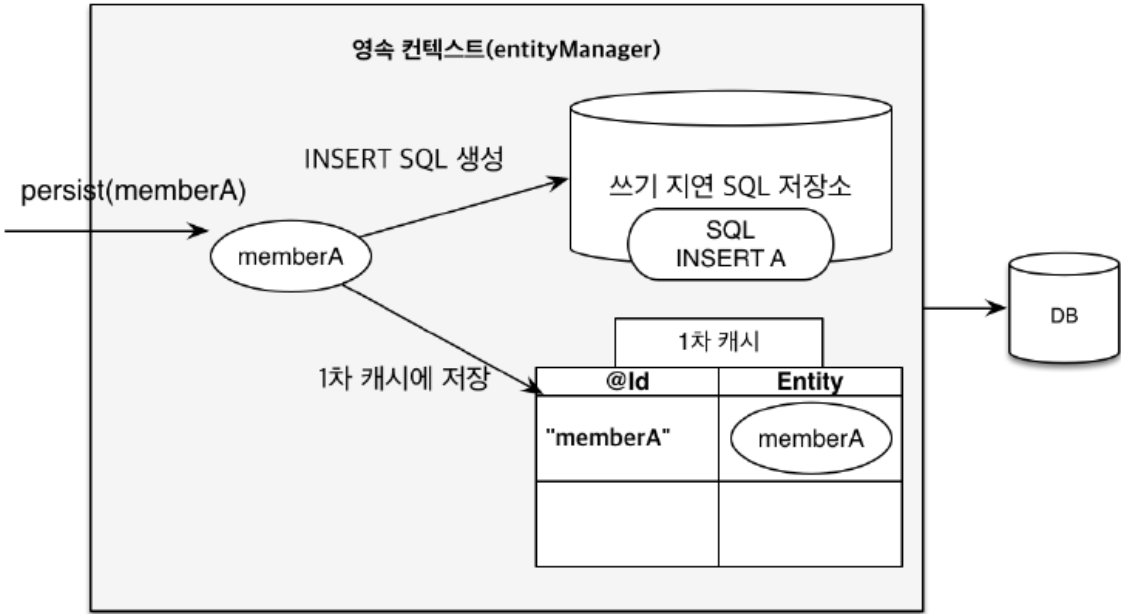 영속 컨텍스트(entityManager)
INSERT SQL 생성
persist(memberA)
memberA
쓰기 지연 SQL 저장소
SQL
INSERT A
DB
1차 캐시
1차 캐시에 저장
@Id
Entity
"memberA"
memberA